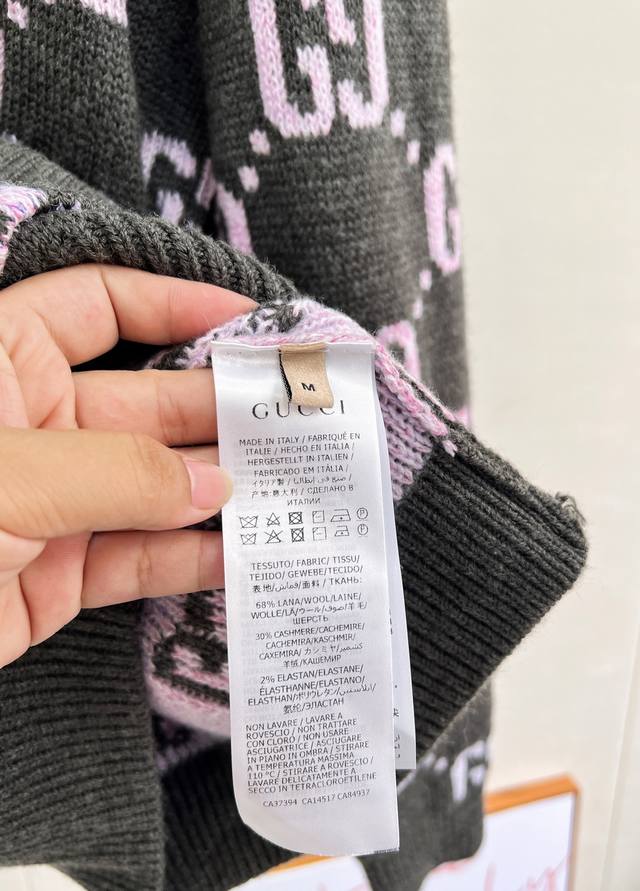 M
GUCCI
MADE IN ITALY / FABRIQUÉ EN
ITALIE / HECHO EN ITALIA /
HERGESTELLT IN ITALIEN /
FABRICADO EM ITÁLIA /
イタリア製 / صنع في إيطاليا /
产地:意大利 / СДЕЛАНО В
ИТАЛИИ
TESSUTO/ FABRIC/ TISSU/
TEJIDO/ GEWEBE/TECIDO/
表地/قماش/面料 / ТКАНЬ:
68% LANA/WOOL/LAINE/
WOLLE/LÃ/ウール/صوف/羊毛/
ШЕРСТЬ
30% CASHMERE/CACHEMIRE/
CACHEMIRA/KASCHMIR/
CAXEMIRA/ カシミヤ/كشمير/
羊绒/КАШЕМИР
2% ELASTAN/ELASTANE/
ÉLASTHANNE/ELASTANO/
ELASTHAN/ポリウレタン/الاستين/
氨纶/ЭЛАСТАН
NON LAVARE / LAVARE A
ROVESCIO / NON TRATTARE
CON CLORO/ NON USARE
ASCIUGATRICE / ASCIUGARE
IN PIANO IN OMBRA / STIRARE
A TEMPERATURA MASSIMA
110 °C / STIRARE A ROVESCIO /
LAVARE DELICATAMENTE A
SECCO IN TETRACLOROETILENE
CA37394 CA14517 CA84937